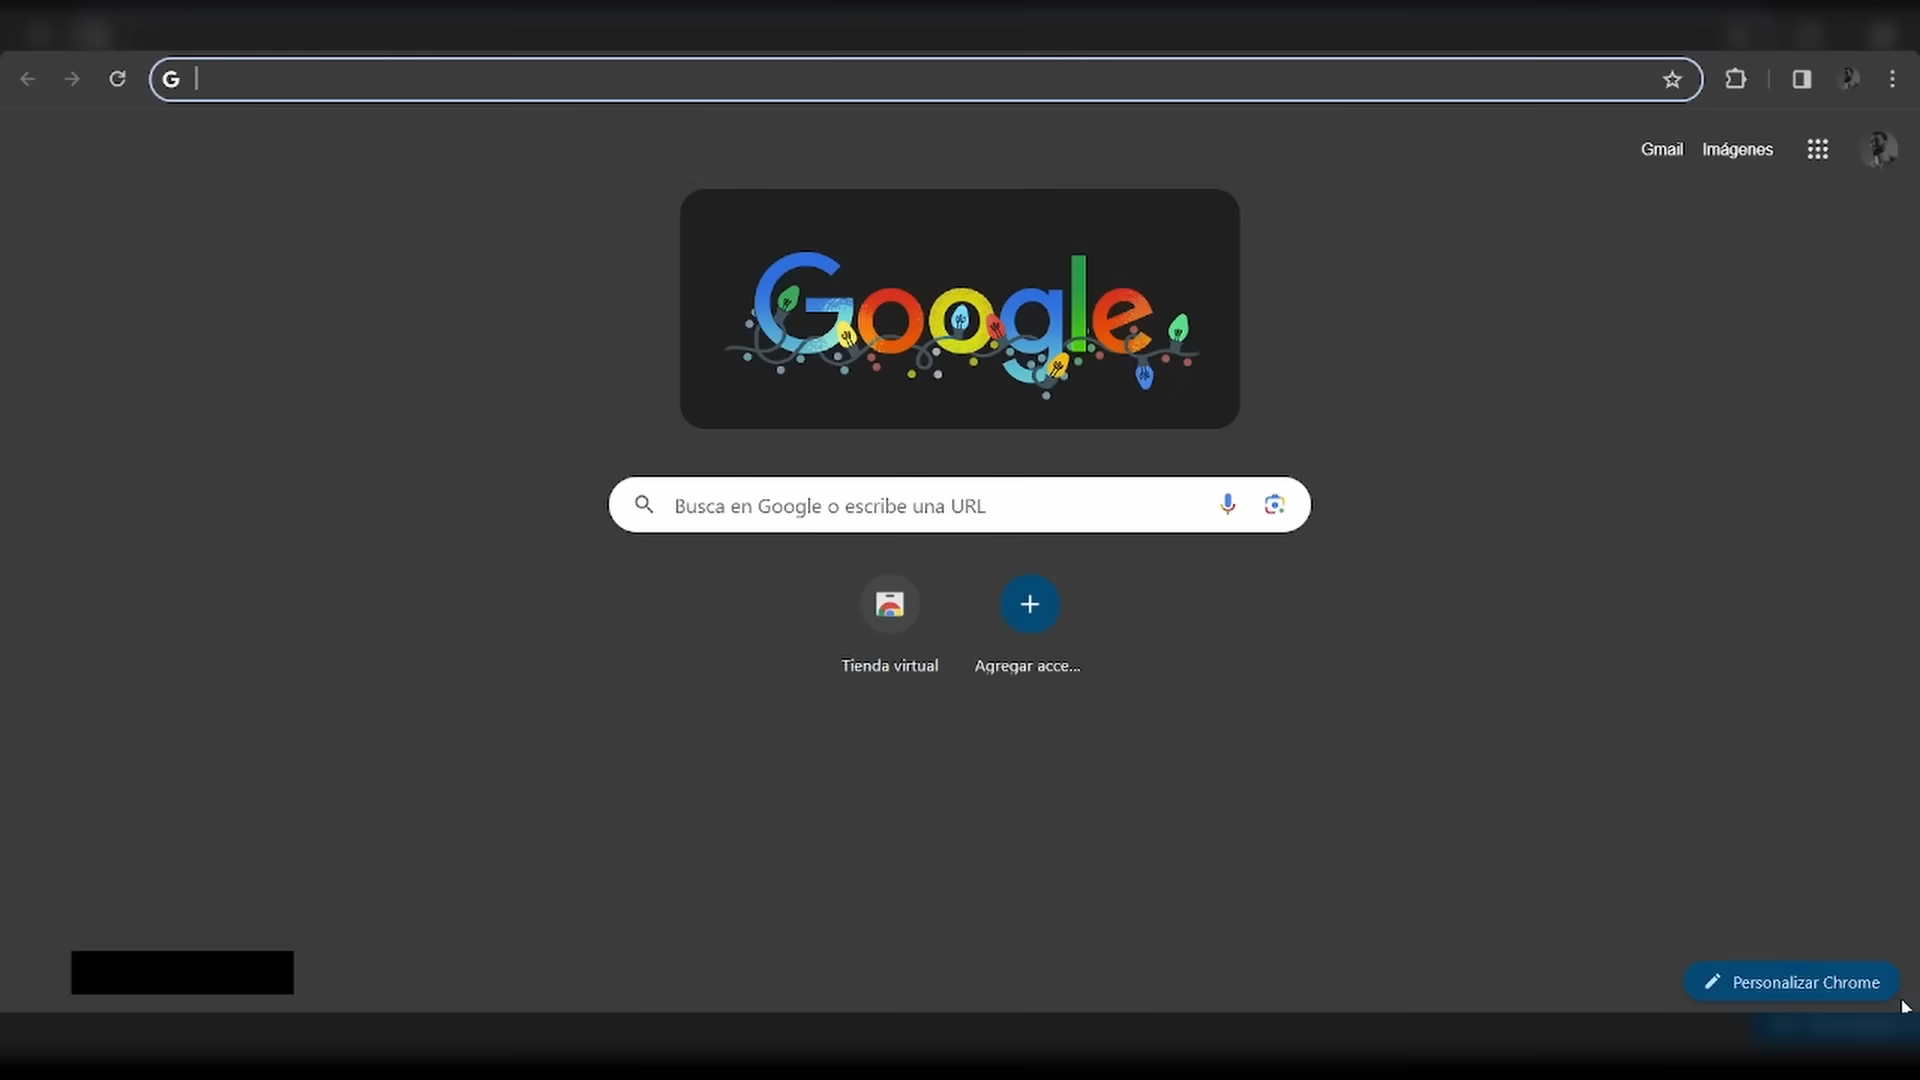 Gmail Imágenes
Google
Busca en Google o escribe una URL
Tienda virtual Agregar acce...
Personalizar Chrome